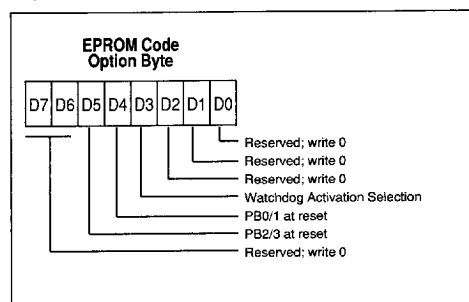 EPROM Code
Option Byte
D7 D6 D5 D4 D3 D2 D1 D0
Reserved; write 0
Reserved; write 0
Reserved; write 0
Watchdog Activation Selection
PB0/1 at reset
PB2/3 at reset
Reserved; write 0